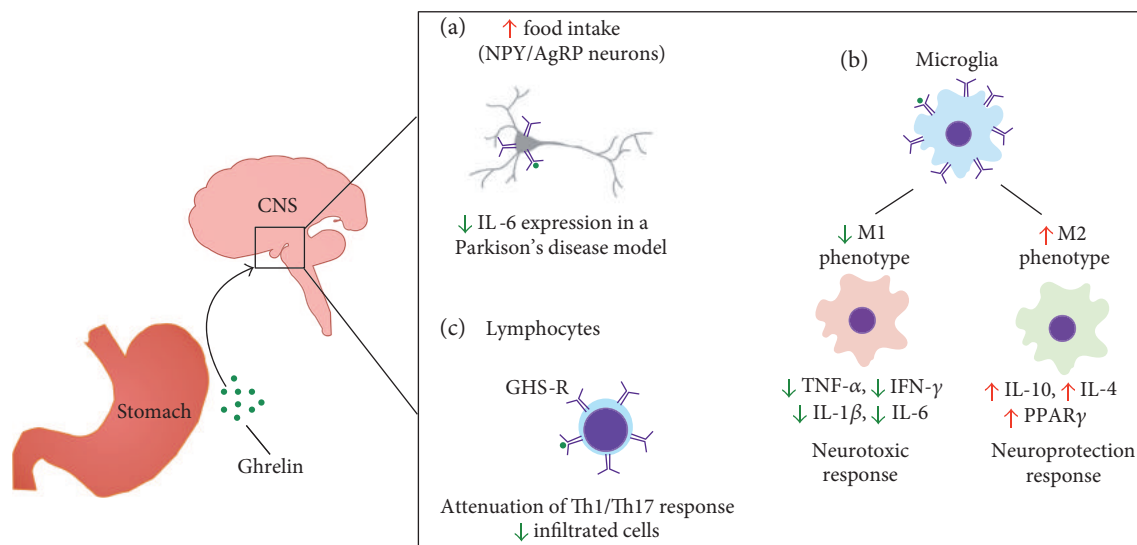 CNS
Stomach
Ghrelin
(a)
↑ food intake
(NPY/AgRP neurons)
↓ IL-6 expression in a
Parkison's disease model
(b)
Microglia
↓ M1
phenotype
↓ TNF-α, ↓ IFN-γ
↓ IL-1β, ↓ IL-6
Neurotoxic
response
↑ M2
phenotype
↑ IL-10, ↑ IL-4
↑ PPARγ
Neuroprotection
response
(c) Lymphocytes
GHS-R
Attenuation of Th1/Th17 response
↓ infiltrated cells